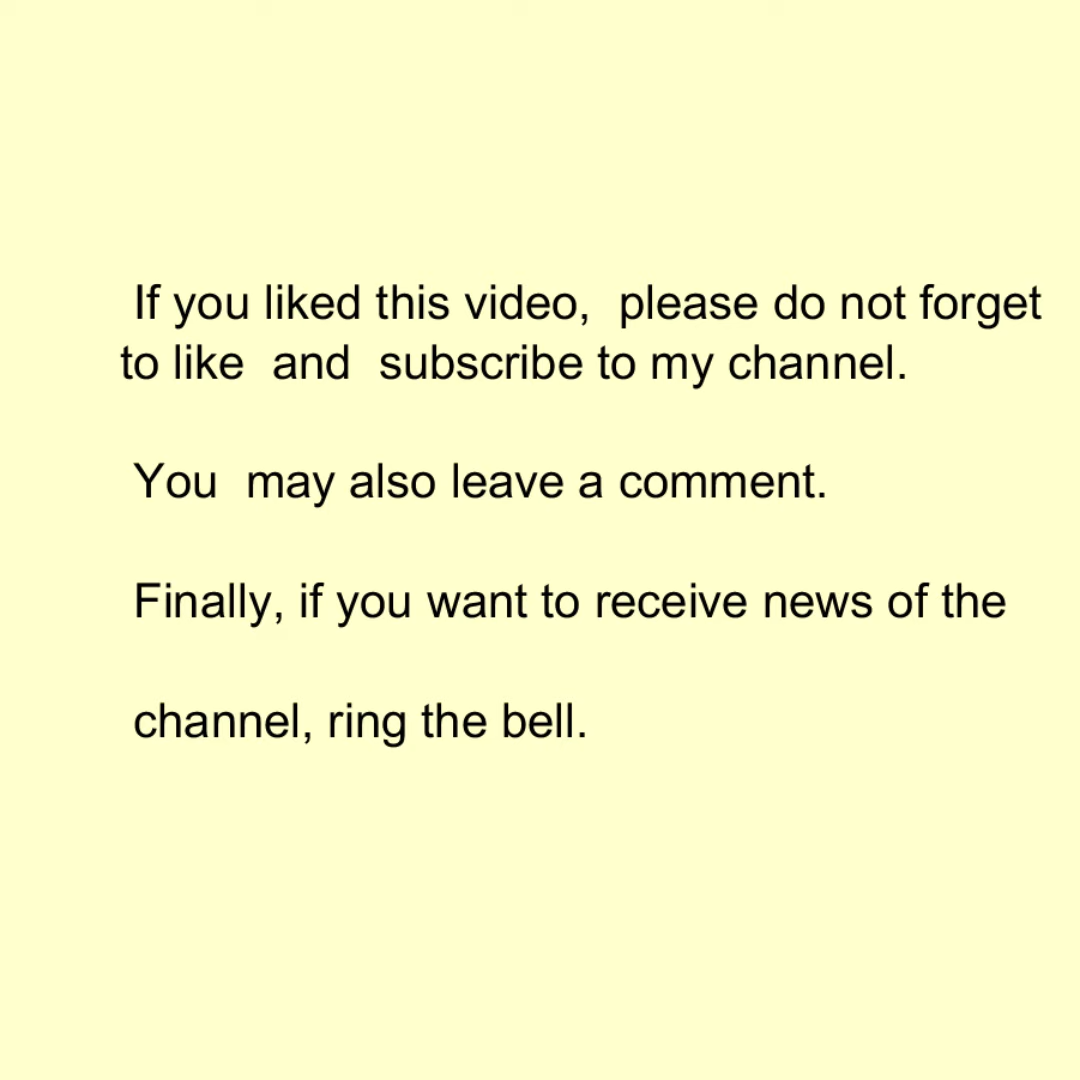 If you liked this video,  please do not forget
to like  and  subscribe to my channel.
You  may also leave a comment.
Finally, if you want to receive news of the
channel, ring the bell.